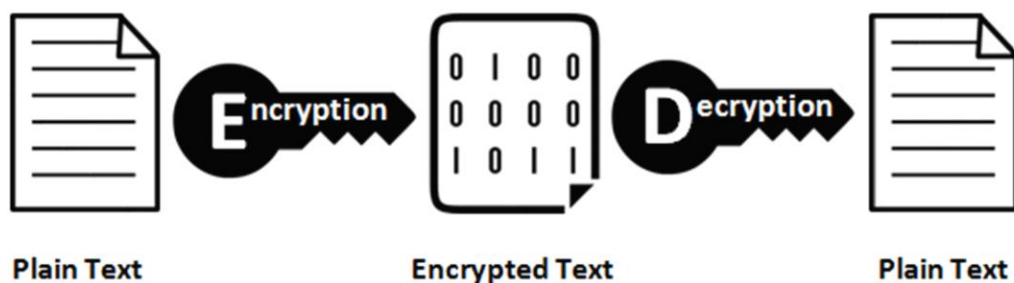 Encryption
0 1 0 0
0 0 0 0
1 0 1 1
Decryption
Plain Text
Encrypted Text
Plain Text